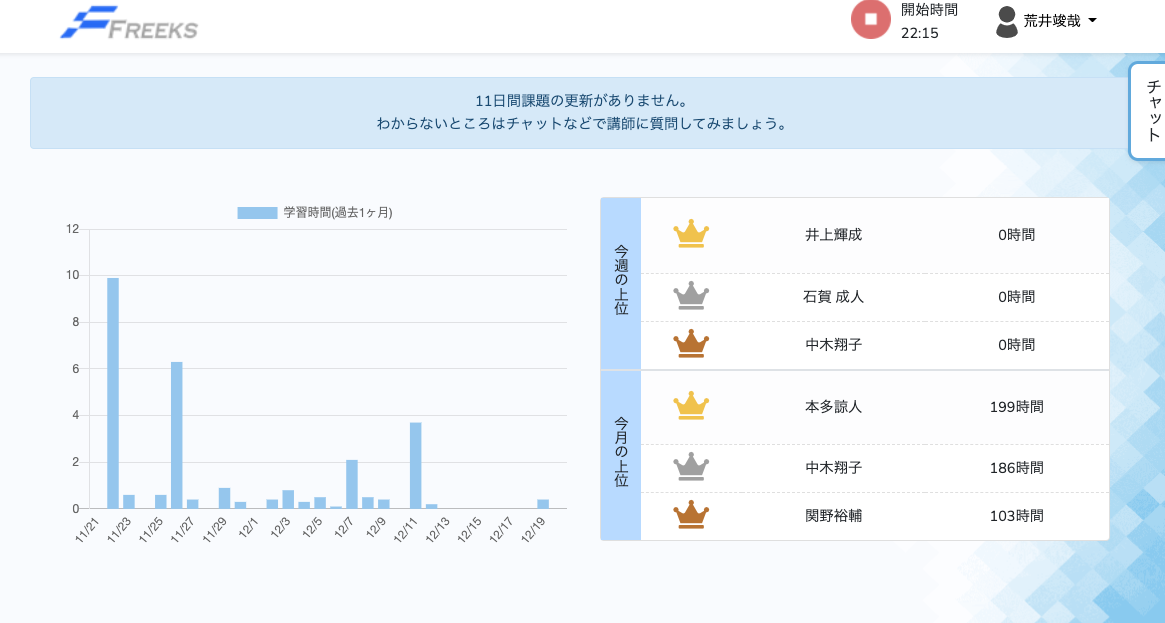 FREEKS
開始時間
22:15
荒井竣哉
チャット
11日間課題の更新がありません。
わからないところはチャットなどで講師に質問してみましょう。
学習時間(過去1ヶ月)
12
10
8
6
4
2
0
11/21
11/23
11/25
11/27
11/29
12/1
12/3
12/5
12/7
12/9
12/11
12/13
12/15
12/17
12/19
今週の上位
井上輝成 0時間
石賀 成人 0時間
中木翔子 0時間
今月の上位
本多諒人 199時間
中木翔子 186時間
関野裕輔 103時間